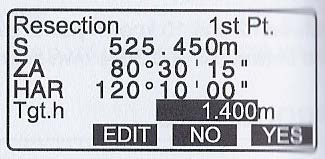 Resection 1st Pt.
S 525.450m
ZA 80°30'15"
HAR 120°10'00"
Tgt.h 1.400m
EDIT NO YES